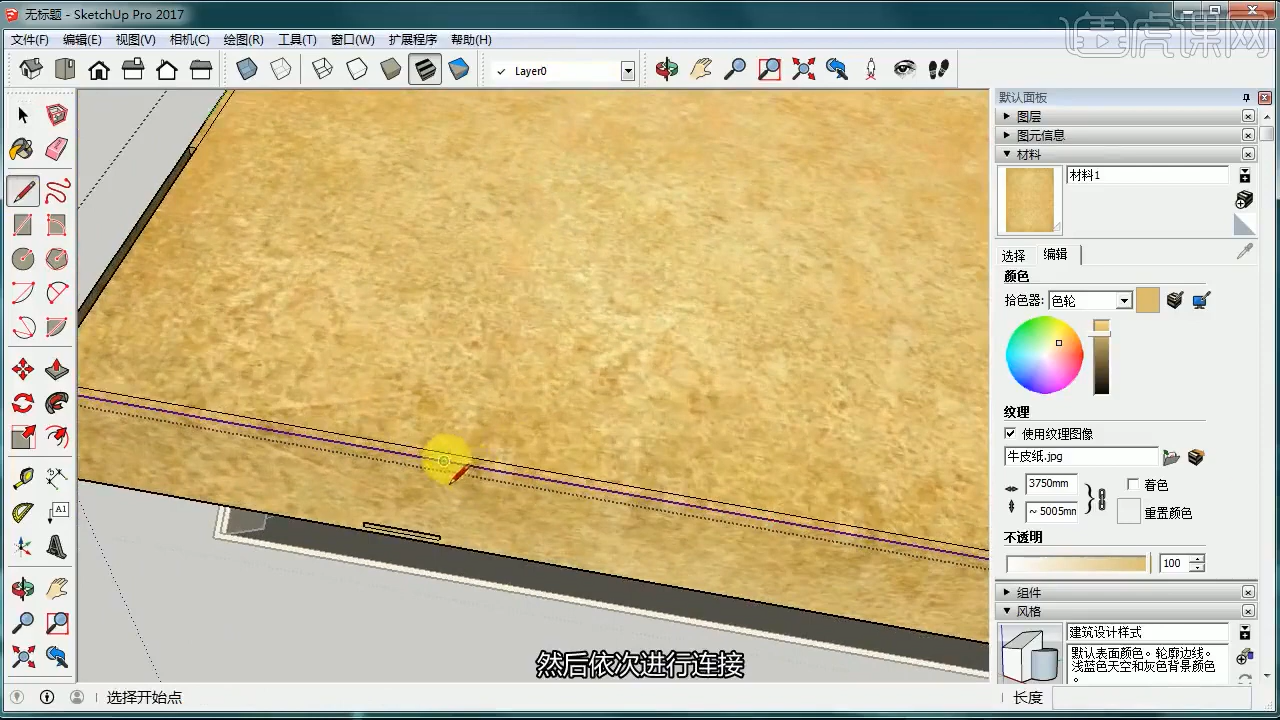 无标题 - SketchUp Pro 2017
虎课网
文件(F) 编辑(E) 视图(V) 相机(C) 绘图(R) 工具(T) 窗口(W) 扩展程序 帮助(H)
Layer0
默认面板
图层
图元信息
材料
材料1
选择 编辑
颜色
拾色器: 色轮
纹理
使用纹理图像
牛皮纸.jpg
3750mm 着色
~ 5005mm 重置颜色
不透明
100
组件
风格
建筑设计样式
默认表面颜色。轮廓边线。
浅蓝色天空和灰色背景颜色
。
A1
然后依次进行连接
选择开始点 长度